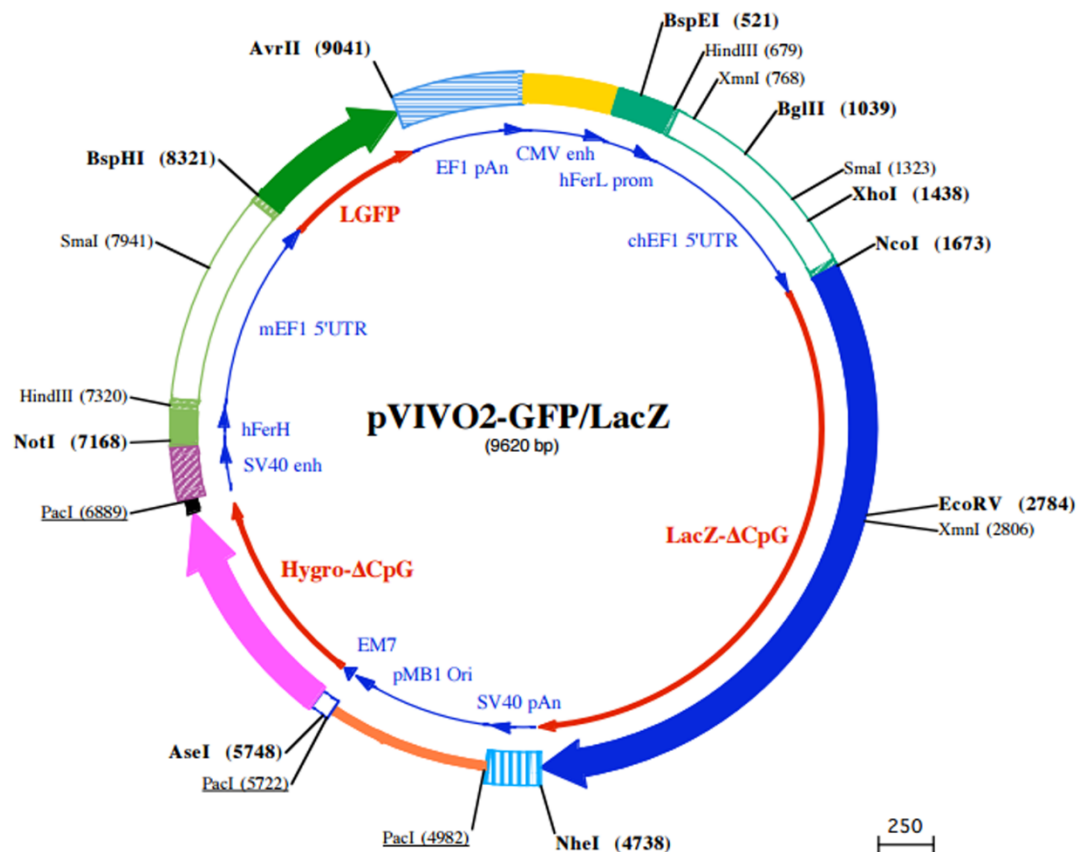 BspEI (521)
AvrII (9041)
HindIII (679)
XmnI (768)
BglII (1039)
BspHI (8321)
EF1 pAn
CMV enh
hFerL prom
SmaI (1323)
XhoI (1438)
LGFP
SmaI (7941)
chEF1 5'UTR
NcoI (1673)
mEF1 5'UTR
HindIII (7320)
pVIVO2-GFP/LacZ
(9620 bp)
hFerH
NotI (7168)
SV40 enh
PacI (6889)
EcoRV (2784)
XmnI (2806)
LacZ-ΔCpG
Hygro-ΔCpG
EM7
pMB1 Ori
SV40 pAn
AseI (5748)
PacI (5722)
PacI (4982)
NheI (4738)
250